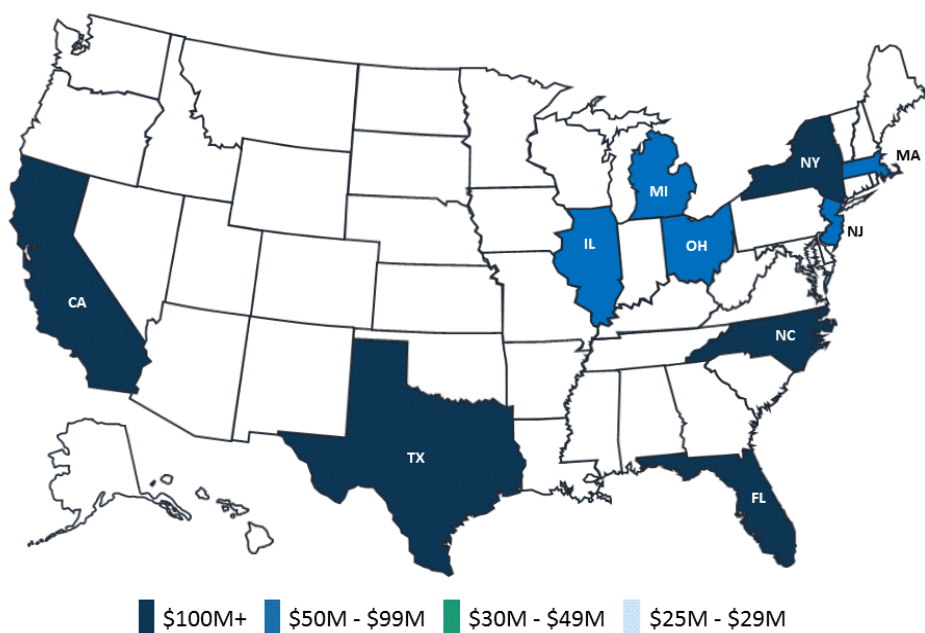 NY
MA
MI
IL
OH
NJ
CA
NC
TX
FL
$100M+ $50M - $99M $30M - $49M $25M - $29M